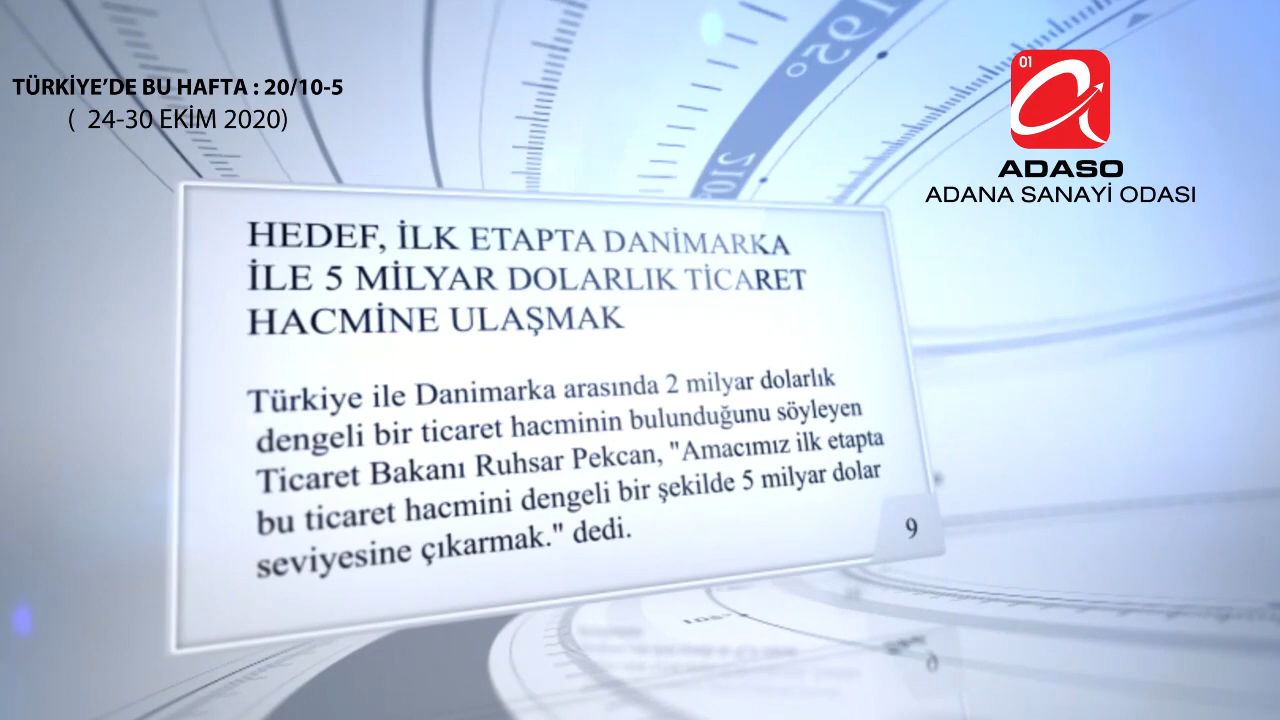 TÜRKİYE'DE BU HAFTA : 20/10-5
( 24-30 EKİM 2020)
01
ADASO
ADANA SANAYİ ODASI
HEDEF, İLK ETAPTA DANİMARKA
İLE 5 MİLYAR DOLARLIK TİCARET
HACMİNE ULAŞMAK
Türkiye ile Danimarka arasında 2 milyar dolarlık
dengeli bir ticaret hacminin bulunduğunu söyleyen
Ticaret Bakanı Ruhsar Pekcan, "Amacımız ilk etapta
bu ticaret hacmini dengeli bir şekilde 5 milyar dolar
seviyesine çıkarmak." dedi.
9